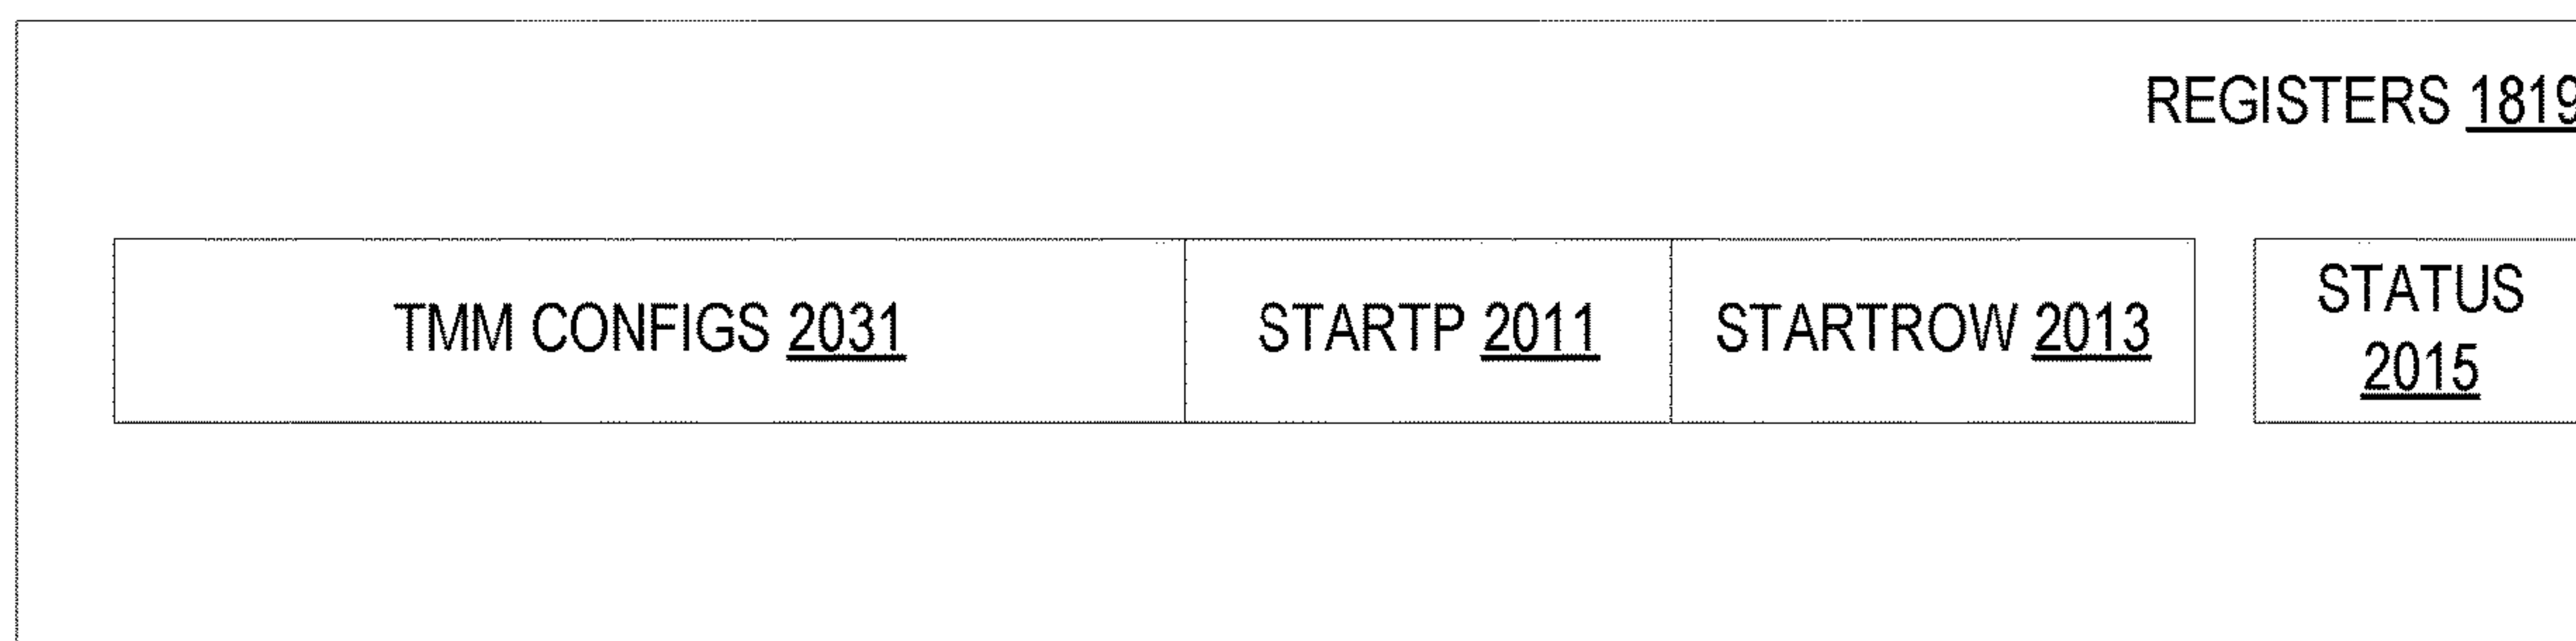 REGISTERS 1819
TMM CONFIGS 2031
STARTP 2011
STARTROW 2013
STATUS
2015